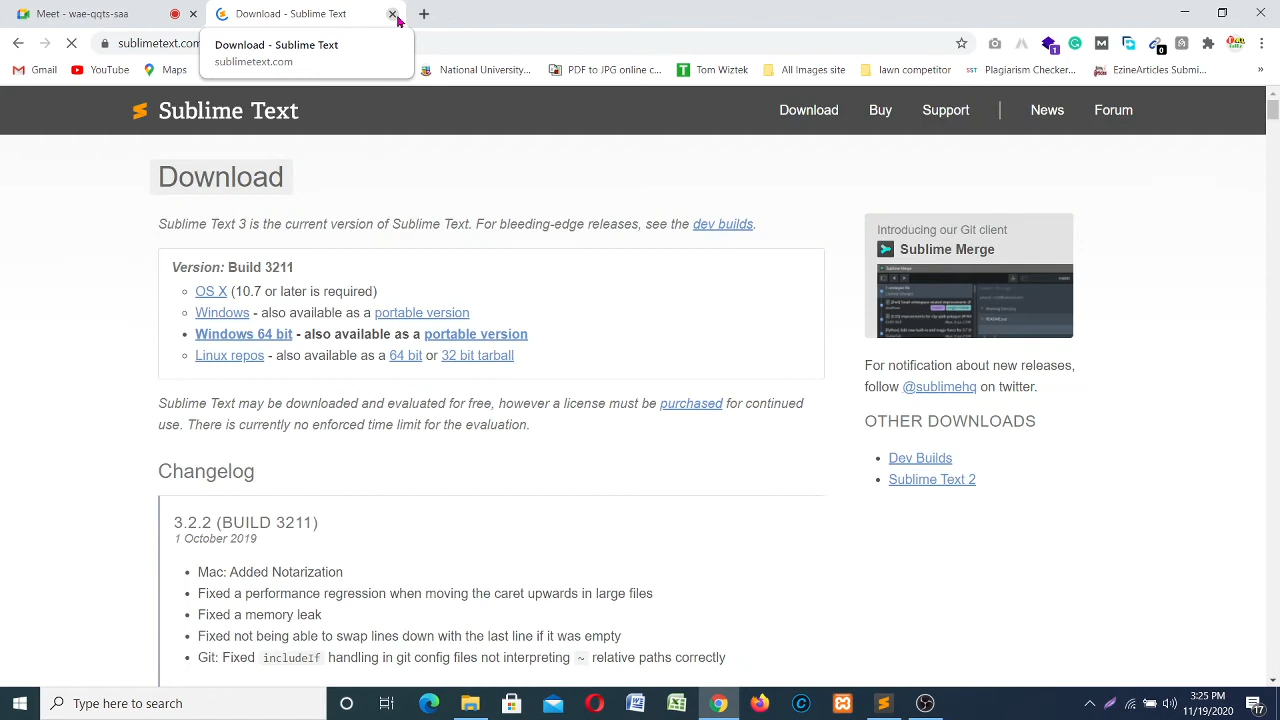 Meet - wae-qqts-sma
Download - Sublime Text
sublimetext.com
Download - Sublime Text
sublimetext.com
1
0
Gmail
YouTube
Maps
National University...
PDF to JPG online c...
Tom Wiztek
All Images site
lawn competitor
SST
Plagiarism Checker...
EzineArticles Submi...
»
Sublime Text
Download
Buy
Support
News
Forum
Download
Sublime Text 3 is the current version of Sublime Text. For bleeding-edge releases, see the dev builds.
Version: Build 3211
OS X (10.7 or later is required)
Windows - also available as a portable version
Windows 64bit - also available as a portable version
Linux repos - also available as a 64 bit or 32 bit tarball
Sublime Text may be downloaded and evaluated for free, however a license must be purchased for continued
use. There is currently no enforced time limit for the evaluation.
Changelog
3.2.2 (BUILD 3211)
1 October 2019
Mac: Added Notarization
Fixed a performance regression when moving the caret upwards in large files
Fixed a memory leak
Fixed not being able to swap lines down with the last line if it was empty
Git: Fixed includeIf handling in git config files not interpreting ~ relative paths correctly
Introducing our Git client
Sublime Merge
For notification about new releases,
follow @sublimehq on twitter.
OTHER DOWNLOADS
Dev Builds
Sublime Text 2
Type here to search
3:25 PM
11/19/2020